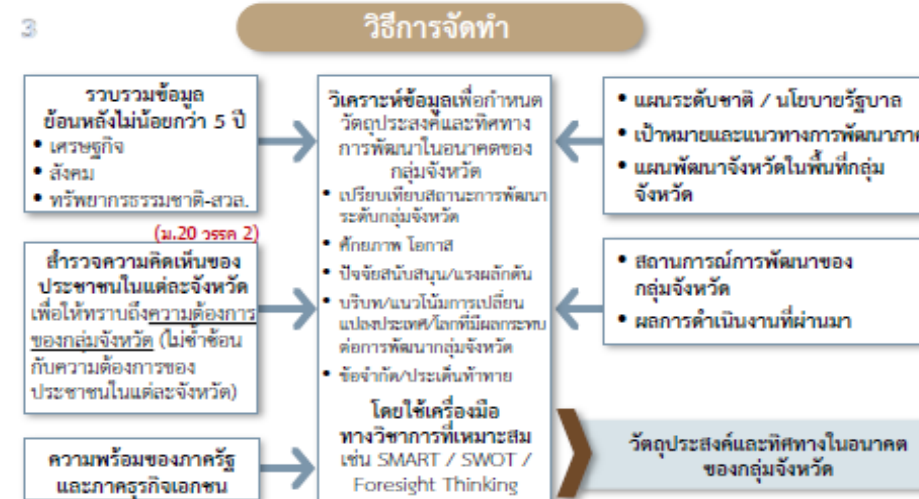 3
วิธีการจัดทำ
รวบรวมข้อมูล
ย้อนหลังไม่น้อยกว่า 5 ปี
• เศรษฐกิจ
• สังคม
• ทรัพยากรธรรมชาติ-สวล.
(ม.20 วรรค 2)
สำรวจความคิดเห็นของ
ประชาชนในแต่ละจังหวัด
เพื่อให้ทราบถึงความต้องการ
ของกลุ่มจังหวัด (ไม่ซ้ำซ้อน
กับความต้องการของ
ประชาชนในแต่ละจังหวัด)
ความพร้อมของภาครัฐ
และภาคธุรกิจเอกชน
วิเคราะห์ข้อมูลเพื่อกำหนด
วัตถุประสงค์และทิศทาง
การพัฒนาในอนาคตของ
กลุ่มจังหวัด
• เปรียบเทียบสถานะการพัฒนา
ระดับกลุ่มจังหวัด
• ศักยภาพ โอกาส
• ปัจจัยสนับสนุน/แรงผลักดัน
• บริบท/แนวโน้มการเปลี่ยน
แปลงประเทศ/โลกที่มีผลกระทบ
ต่อการพัฒนากลุ่มจังหวัด
• ข้อจำกัด/ประเด็นท้าทาย
โดยใช้เครื่องมือ
ทางวิชาการที่เหมาะสม
เช่น SMART / SWOT /
Foresight Thinking
• แผนระดับชาติ / นโยบายรัฐบาล
• เป้าหมายและแนวทางการพัฒนาภาค
• แผนพัฒนาจังหวัดในพื้นที่กลุ่ม
จังหวัด
• สถานการณ์การพัฒนาของ
กลุ่มจังหวัด
• ผลการดำเนินงานที่ผ่านมา
วัตถุประสงค์และทิศทางในอนาคต
ของกลุ่มจังหวัด